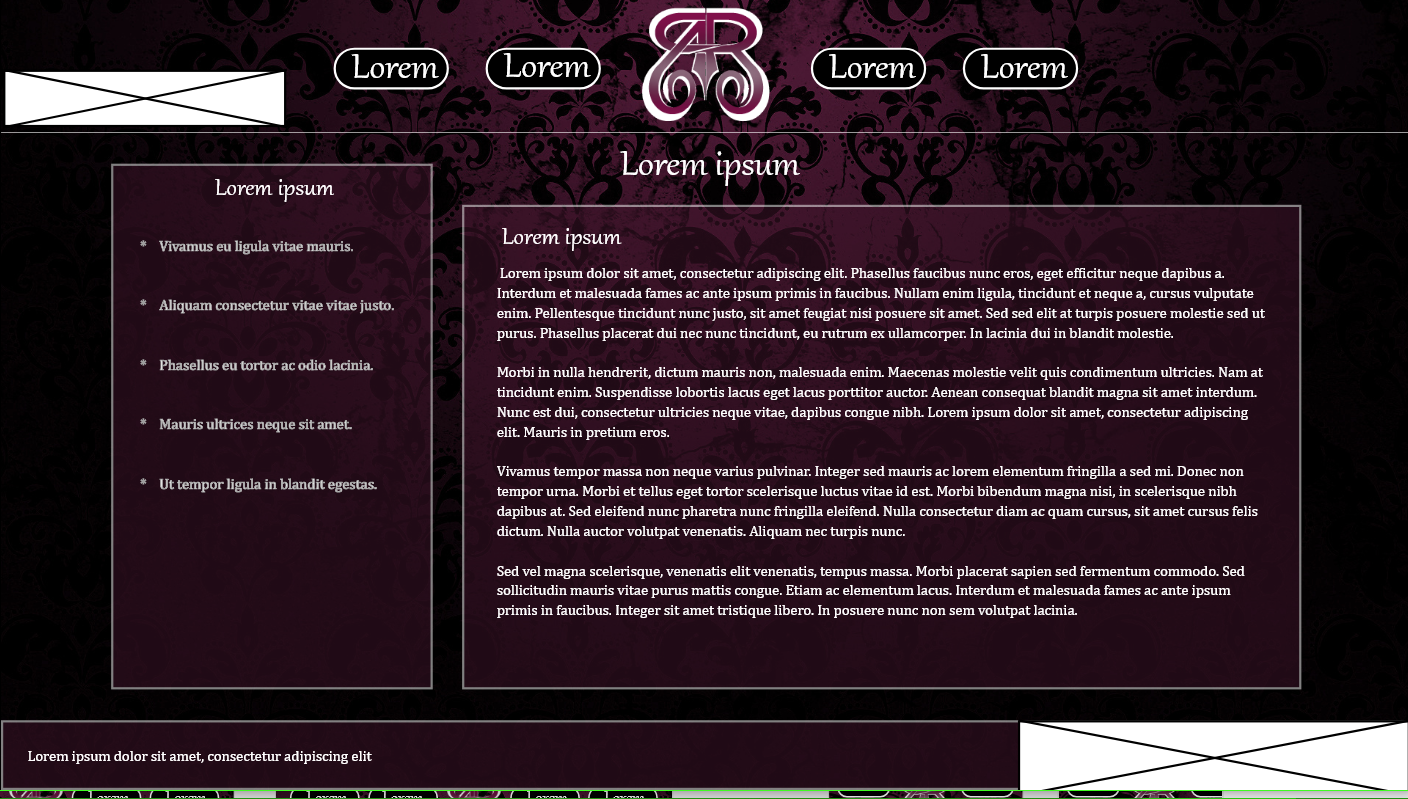 Lorem
Lorem
Lorem
Lorem
Lorem ipsum
Lorem ipsum
* Vivamus eu ligula vitae mauris.
* Aliquam consectetur vitae vitae justo.
* Phasellus eu tortor ac odio lacinia.
* Mauris ultrices neque sit amet.
* Ut tempor ligula in blandit egestas.
Lorem ipsum
Lorem ipsum dolor sit amet, consectetur adipiscing elit. Phasellus faucibus nunc eros, eget efficitur neque dapibus a.
Interdum et malesuada fames ac ante ipsum primis in faucibus. Nullam enim ligula, tincidunt et neque a, cursus vulputate
enim. Pellentesque tincidunt nunc justo, sit amet feugiat nisi posuere sit amet. Sed sed elit at turpis posuere molestie sed ut
purus. Phasellus placerat dui nec nunc tincidunt, eu rutrum ex ullamcorper. In lacinia dui in blandit molestie.
Morbi in nulla hendrerit, dictum mauris non, malesuada enim. Maecenas molestie velit quis condimentum ultricies. Nam at
tincidunt enim. Suspendisse lobortis lacus eget lacus porttitor auctor. Aenean consequat blandit magna sit amet interdum.
Nunc est dui, consectetur ultricies neque vitae, dapibus congue nibh. Lorem ipsum dolor sit amet, consectetur adipiscing
elit. Mauris in pretium eros.
Vivamus tempor massa non neque varius pulvinar. Integer sed mauris ac lorem elementum fringilla a sed mi. Donec non
tempor urna. Morbi et tellus eget tortor scelerisque luctus vitae id est. Morbi bibendum magna nisi, in scelerisque nibh
dapibus at. Sed eleifend nunc pharetra nunc fringilla eleifend. Nulla consectetur diam ac quam cursus, sit amet cursus felis
dictum. Nulla auctor volutpat venenatis. Aliquam nec turpis nunc.
Sed vel magna scelerisque, venenatis elit venenatis, tempus massa. Morbi placerat sapien sed fermentum commodo. Sed
sollicitudin mauris vitae purus mattis congue. Etiam ac elementum lacus. Interdum et malesuada fames ac ante ipsum
primis in faucibus. Integer sit amet tristique libero. In posuere nunc non sem volutpat lacinia.
Lorem ipsum dolor sit amet, consectetur adipiscing elit